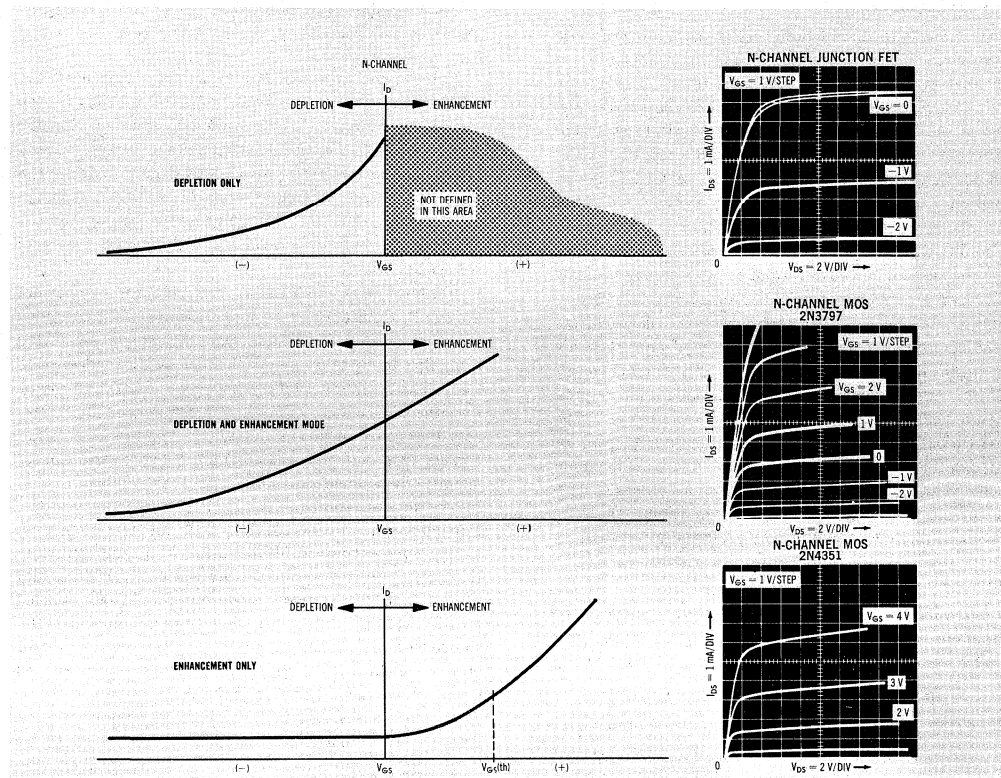 N-CHANNEL
I_D
DEPLETION ENHANCEMENT
DEPLETION ONLY
NOT DEFINED
IN THIS AREA
(−) V_GS (+)
N-CHANNEL JUNCTION FET
V_GS = 1 V/STEP
V_GS = 0
−1 V
−2 V
I_DS = 1 mA/DIV
0
V_DS = 2 V/DIV
I_D
DEPLETION ENHANCEMENT
DEPLETION AND ENHANCEMENT MODE
(−) V_GS (+)
N-CHANNEL MOS
2N3797
V_GS = 1 V/STEP
V_GS = 2 V
1 V
0
−1 V
−2 V
I_DS = 1 mA/DIV
0
V_DS = 2 V/DIV
I_D
DEPLETION ENHANCEMENT
ENHANCEMENT ONLY
(−) V_GS V_GS(th) (+)
N-CHANNEL MOS
2N4351
V_GS = 1 V/STEP
V_GS = 4 V
3 V
2 V
I_DS = 1 mA/DIV
0
V_DS = 2 V/DIV